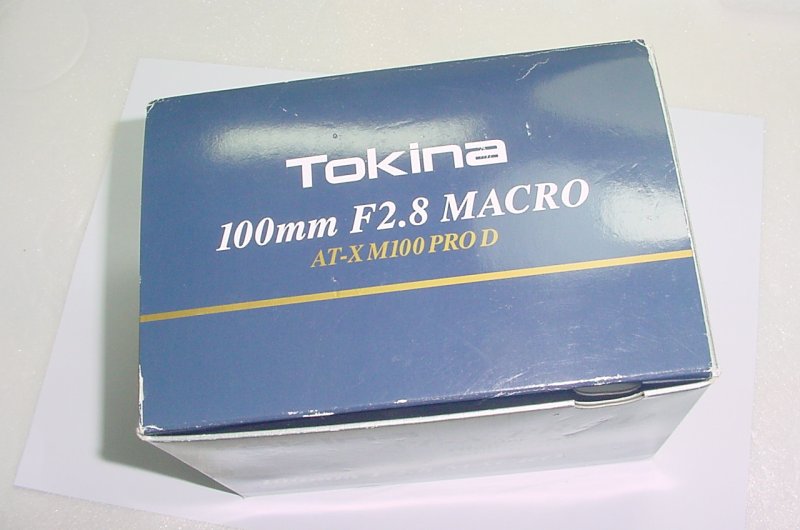 Tokina
100mm F2.8 MACRO
AT-X M100 PRO D